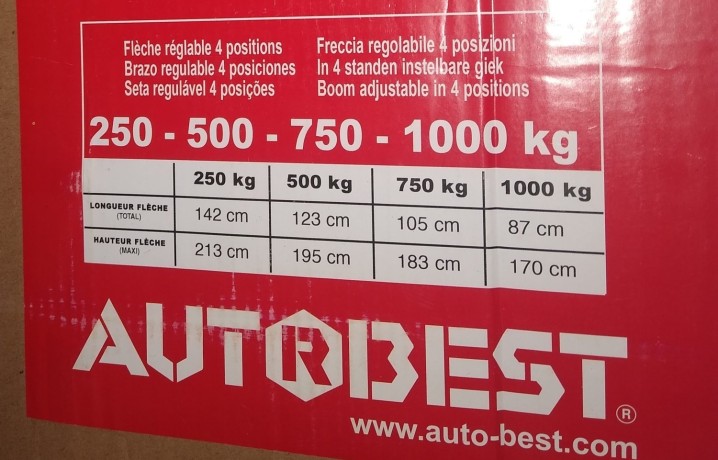 Flèche réglable 4 positions
Brazo regulable 4 posiciones
Seta regulável 4 posições
Freccia regolabile 4 posizioni
In 4 standen instelbare giek
Boom adjustable in 4 positions
250 - 500 - 750 - 1000 kg
250 kg 500 kg 750 kg 1000 kg
LONGUEUR FLÈCHE (TOTAL) 142 cm 123 cm 105 cm 87 cm
HAUTEUR FLÈCHE (MAXI) 213 cm 195 cm 183 cm 170 cm
AUTOBEST®
www.auto-best.com